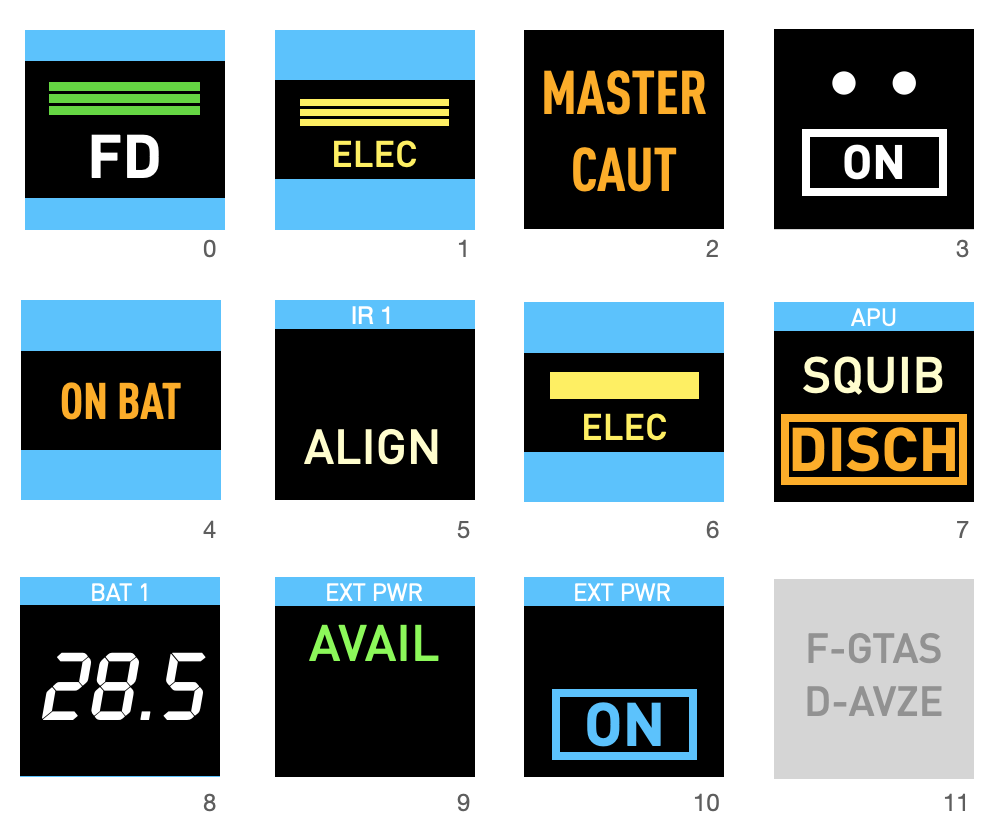 FD
0
ELEC
1
MASTER
CAUT
2
ON
3
ON BAT
4
IR 1
ALIGN
5
ELEC
6
APU
SQUIB
DISCH
7
BAT 1
28.5
8
EXT PWR
AVAIL
9
EXT PWR
ON
10
F-GTAS
D-AVZE
11